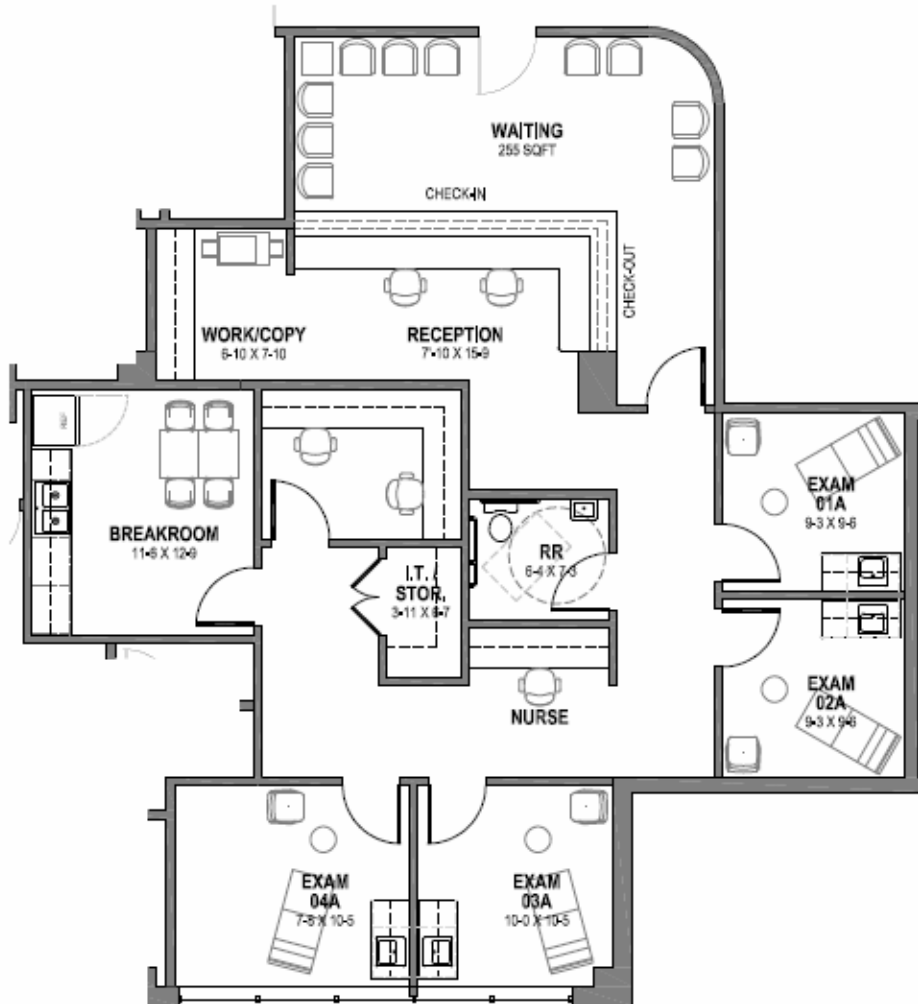 WAITING
255 SQFT
CHECK-IN
CHECK-OUT
WORK/COPY
6-10 X 7-10
RECEPTION
7'-10 X 15-9
REF
BREAKROOM
11-6 X 12-9
EXAM
01A
9-3 X 9-6
RR
6-4 X 7-3
I.T. /
STOR.
3-11 X 6-7
EXAM
02A
9-3 X 9-6
NURSE
EXAM
04A
7-8 X 10-5
EXAM
03A
10-0 X 10-5